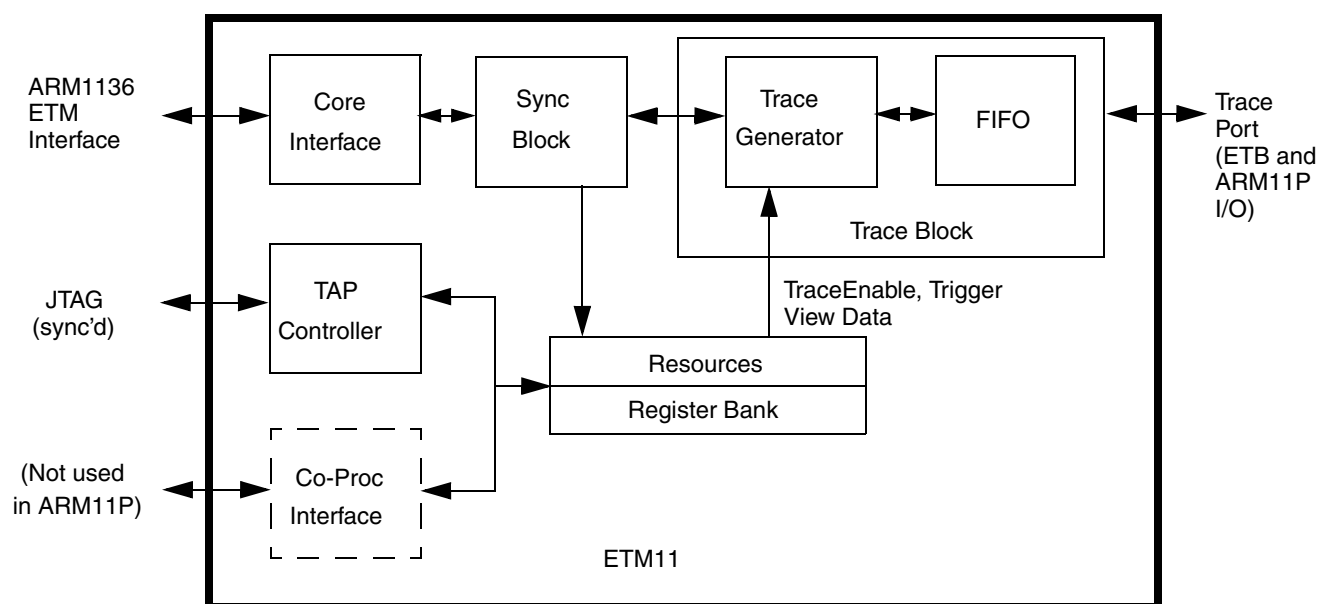 ARM1136
ETM
Interface
Core
Interface
Sync
Block
Trace
Generator
FIFO
Trace Block
Trace
Port
(ETB and
ARM11P
I/O)
JTAG
(sync'd)
TAP
Controller
TraceEnable, Trigger
View Data
Resources
Register Bank
(Not used
in ARM11P)
Co-Proc
Interface
ETM11